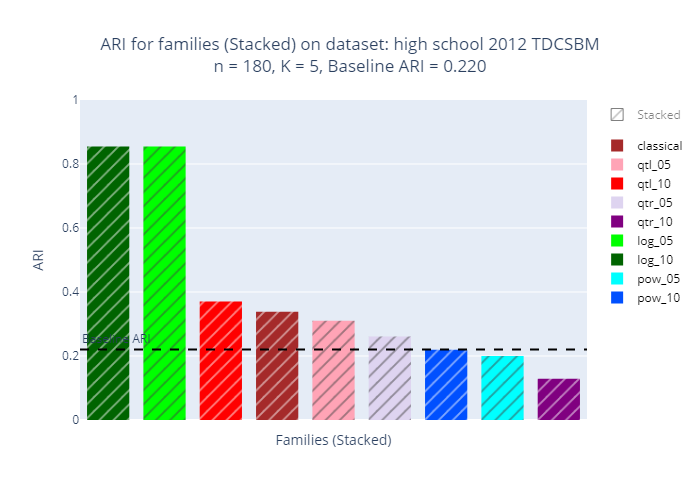 ARI for families (Stacked) on dataset: high school 2012 TDCSBM
n = 180, K = 5, Baseline ARI = 0.220
1
0.8
0.6
0.4
0.2
0
ARI
Baseline ARI
Families (Stacked)
Stacked
classical
qtl_05
qtl_10
qtr_05
qtr_10
log_05
log_10
pow_05
pow_10